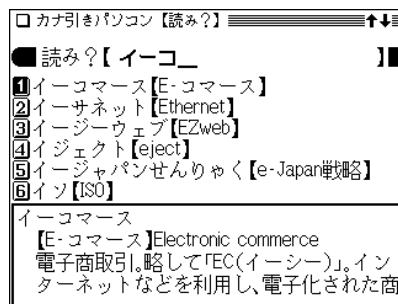 カナ引きパソコン【読み？】
読み？【イーコ_ 】
1 イーコマース【E-コマース】
2 イーサネット【Ethernet】
3 イージーウェブ【EZweb】
4 イジェクト【eject】
5 イージャパンせんりゃく【e-Japan戦略】
6 イソ【ISO】
イーコマース
【E-コマース】Electronic commerce
電子商取引。略して「EC(イーシー)」。イン
ターネットなどを利用し、電子化された商